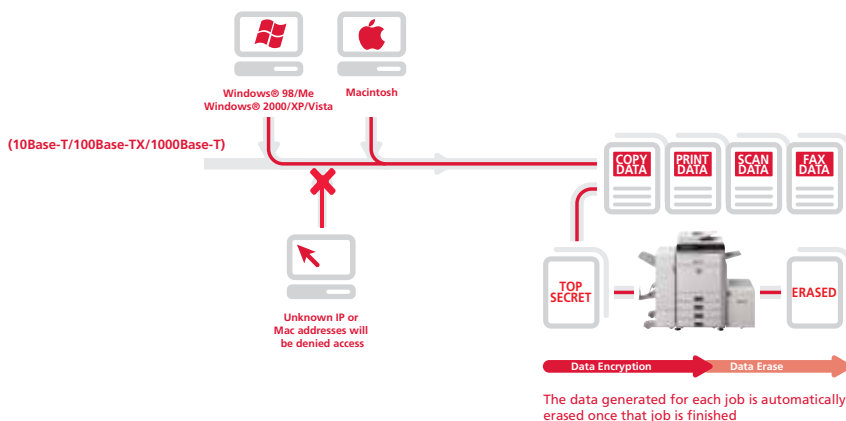 Windows® 98/Me
Windows® 2000/XP/Vista
Macintosh
(10Base-T/100Base-TX/1000Base-T)
COPY
DATA
PRINT
DATA
SCAN
DATA
FAX
DATA
Unknown IP or
Mac addresses will
be denied access
TOP
SECRET
ERASED
Data Encryption
Data Erase
The data generated for each job is automatically
erased once that job is finished